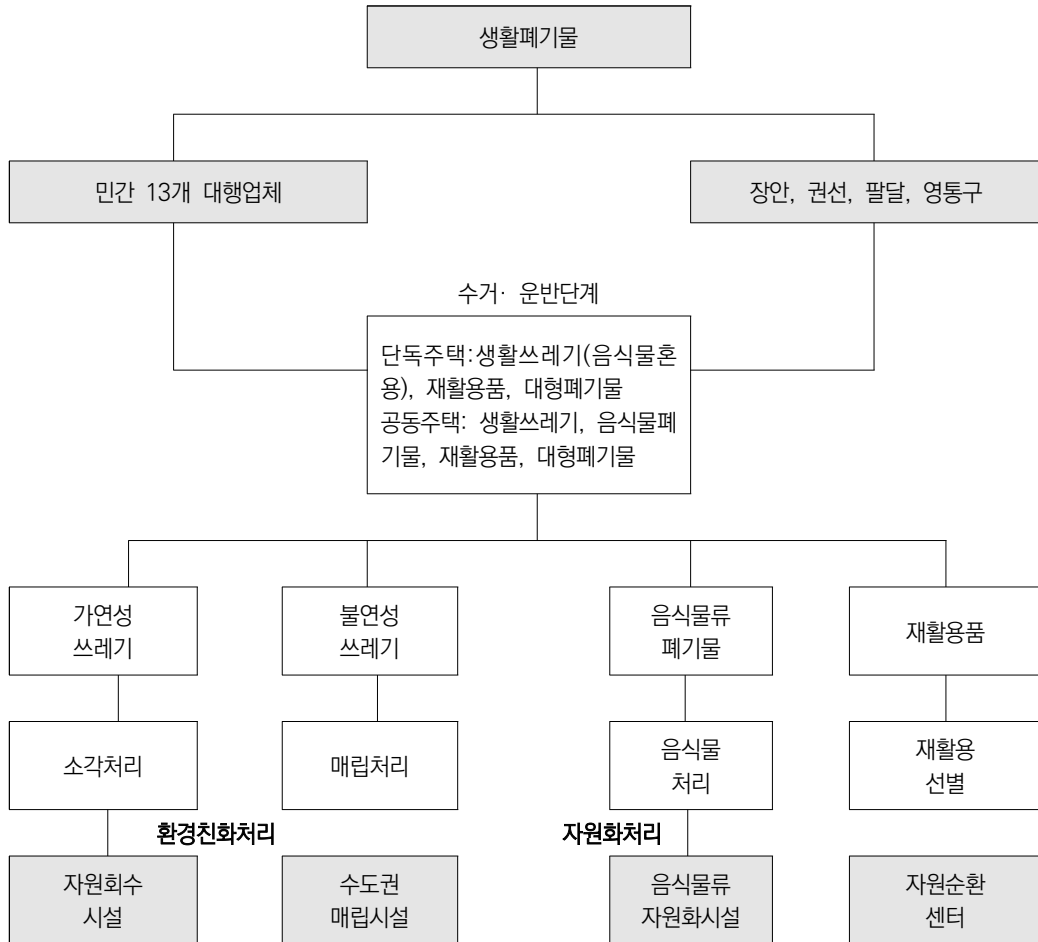 생활폐기물
민간 13개 대행업체
장안, 권선, 팔달, 영통구
수거· 운반단계
단독주택:생활쓰레기(음식물혼
용), 재활용품, 대형폐기물
공동주택: 생활쓰레기, 음식물폐
기물, 재활용품, 대형폐기물
가연성
쓰레기
불연성
쓰레기
음식물류
폐기물
재활용품
소각처리
매립처리
음식물
처리
재활용
선별
환경친화처리
자원화처리
자원회수
시설
수도권
매립시설
음식물류
자원화시설
자원순환
센터